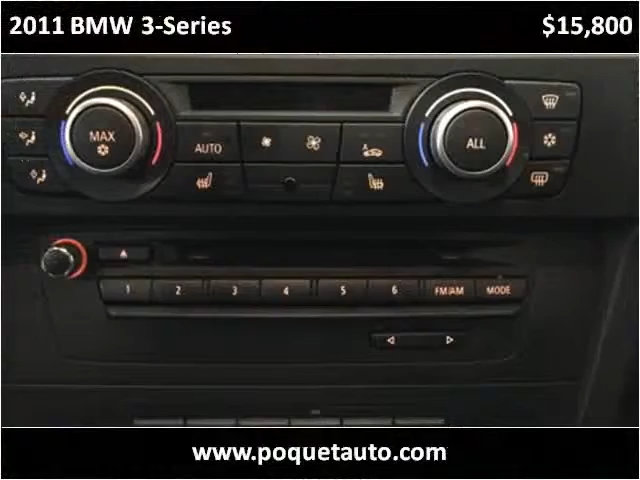 2011 BMW 3-Series $15,800
MAX
AUTO
ALL
A
1 2 3 4 5 6 FM/AM MODE
www.poquetauto.com